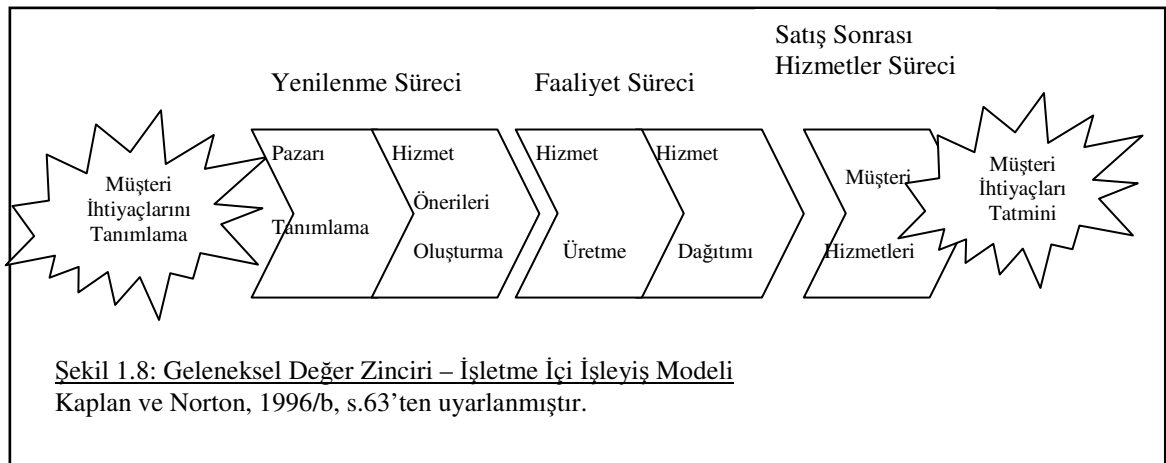 Satış Sonrası
Hizmetler Süreci
Yenilenme Süreci
Faaliyet Süreci
Müşteri
İhtiyaçlarını
Tanımlama
Pazarı
Tanımlama
Hizmet
Önerileri
Oluşturma
Hizmet
Üretme
Hizmet
Dağıtımı
Müşteri
Hizmetleri
Müşteri
İhtiyaçları
Tatmini
Şekil 1.8: Geleneksel Değer Zinciri – İşletme İçi İşleyiş Modeli
Kaplan ve Norton, 1996/b, s.63’ten uyarlanmıştır.